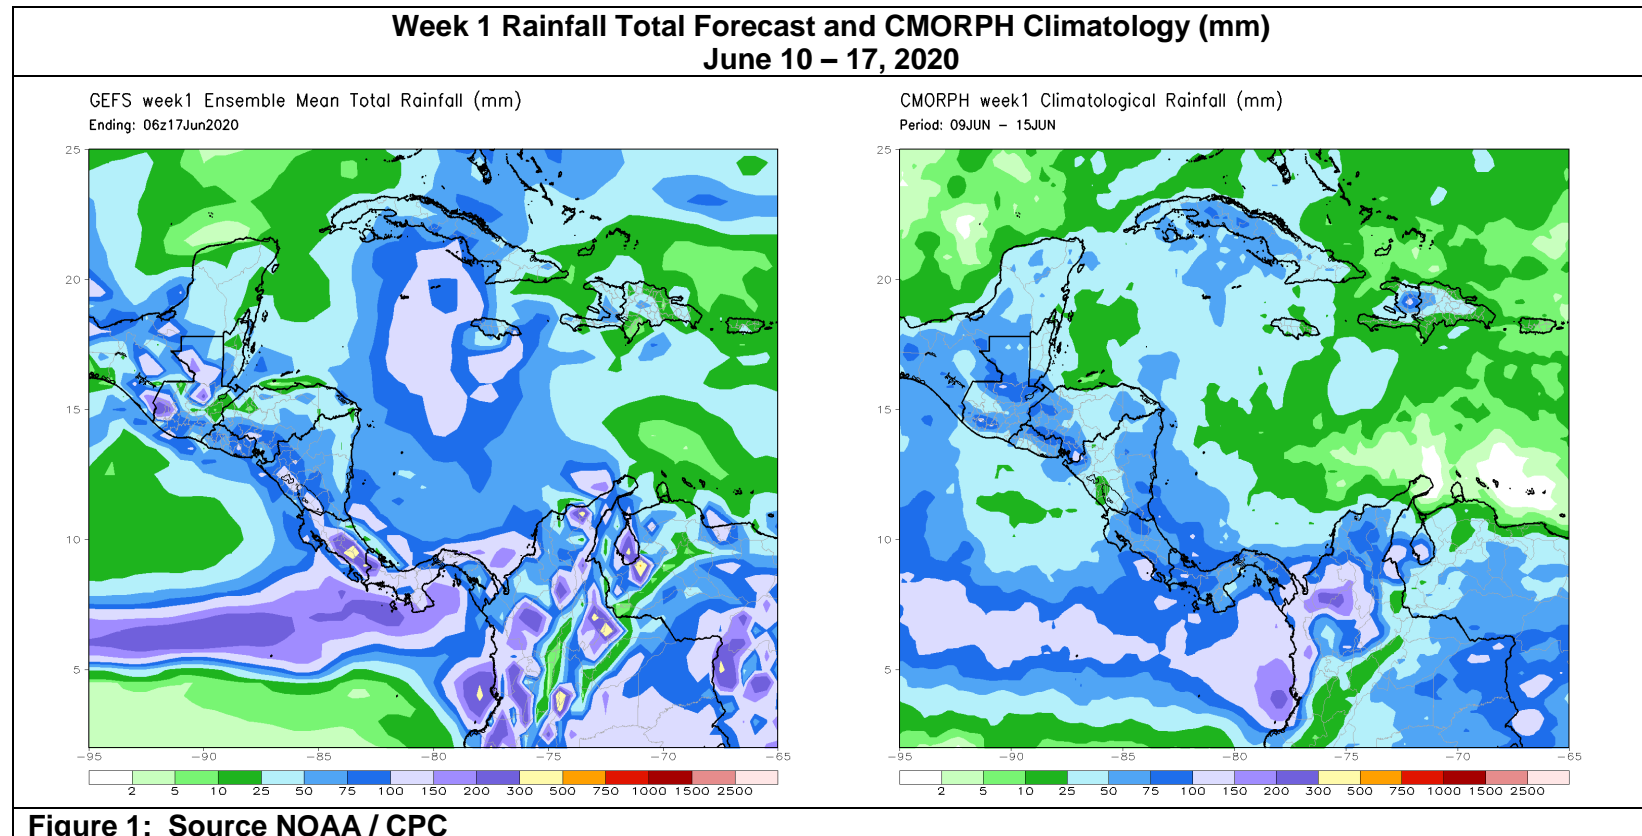 Week 1 Rainfall Total Forecast and CMORPH Climatology (mm)
June 10 – 17, 2020
GEFS week1 Ensemble Mean Total Rainfall (mm)
Ending: 06z17Jun2020
25
20
15
10
5
-95 -90 -85 -80 -75 -70 -65
2 5 10 25 50 75 100 150 200 300 500 750 1000 1500 2500
CMORPH week1 Climatological Rainfall (mm)
Period: 09JUN – 15JUN
25
20
15
10
5
-95 -90 -85 -80 -75 -70 -65
2 5 10 25 50 75 100 150 200 300 500 750 1000 1500 2500
Figure 1: Source NOAA / CPC